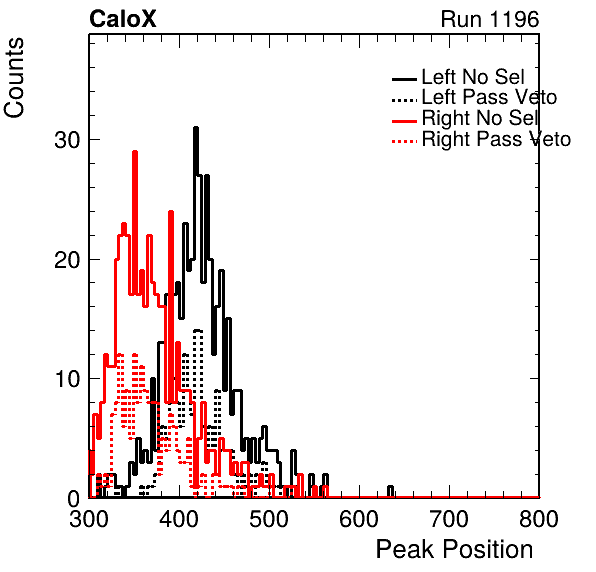 CaloX Run 1196
Counts
Left No Sel
Left Pass Veto
Right No Sel
Right Pass Veto
30
20
10
0
300 400 500 600 700 800
Peak Position